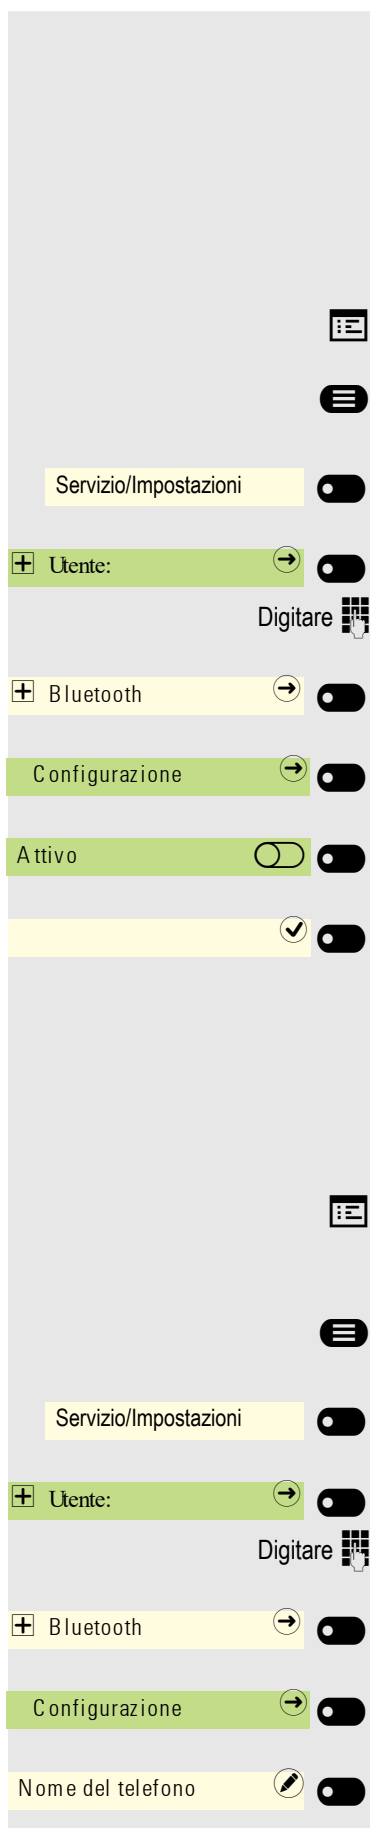 Servizio/Impostazioni
Utente:
Digitare
Bluetooth
Configurazione
Attivo
Servizio/Impostazioni
Utente:
Digitare
Bluetooth
Configurazione
Nome del telefono